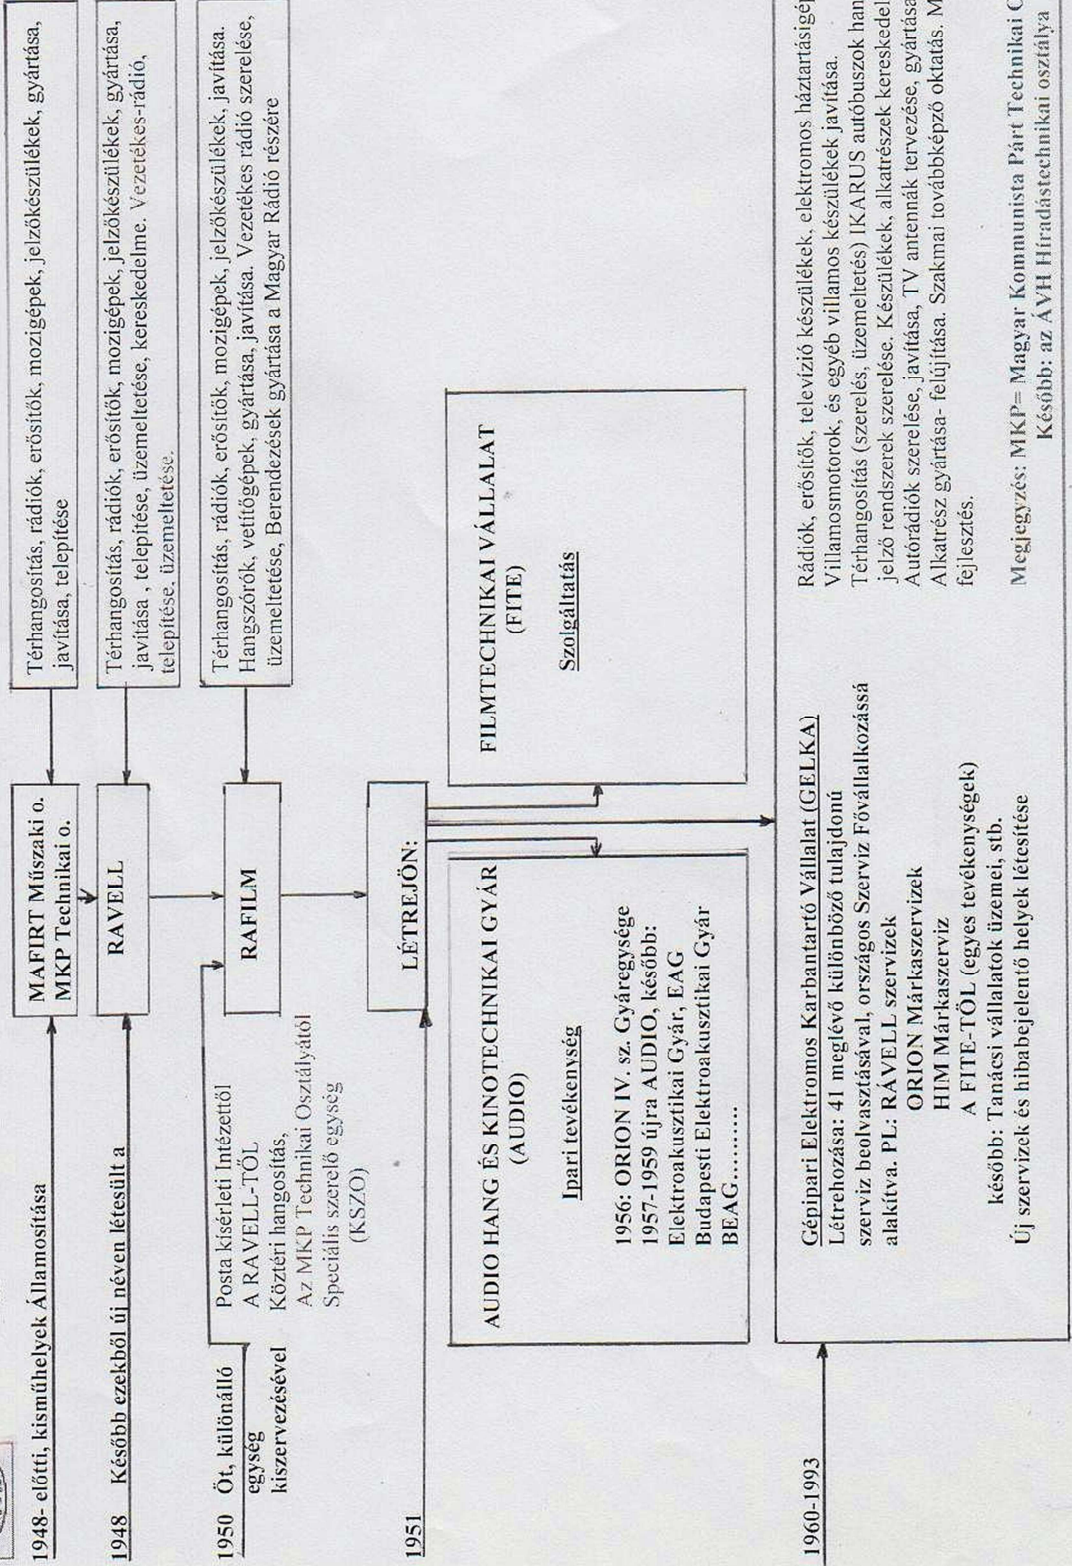 1948- előtti, kisműhelyek Államosítása
MAFIRT Műszaki o.
MKP Technikai o.
Térhangosítás, rádiók, erősítők, mozigépek, jelzőkészülékek, gyártása,
javítása, telepítése
1948 Később ezekből új néven létesült a
RAVELL
Térhangosítás, rádiók, erősítők, mozigépek, jelzőkészülékek, gyártása,
javítása , telepítése, üzemeltetése, kereskedelme. Vezetékes-rádió,
telepítése, üzemeltetése.
1950 Öt, különálló
egység
kiszervezésével
Posta kísérleti Intézettől
A RAVELL-TŐL
Köztéri hangosítás,
Az MKP Technikai Osztályától
Speciális szerelő egység
(KSZO)
RAFILM
Térhangosítás, rádiók, erősítők, mozigépek, jelzőkészülékek, javítása.
Hangszórók, vetítőgépek, gyártása, javítása. Vezetékes rádió szerelése,
üzemeltetése, Berendezések gyártása a Magyar Rádió részére
1951
LÉTREJÖN:
AUDIO HANG ÉS KINOTECHNIKAI GYÁR
(AUDIO)
Ipari tevékenység
1956: ORION IV. sz. Gyáregysége
1957-1959 újra AUDIO, később:
Elektroakusztikai Gyár, EAG
Budapesti Elektroakusztikai Gyár
BEAG..........
FILMTECHNIKAI VÁLLALAT
(FITE)
Szolgáltatás
1960-1993
Gépipari Elektromos Karbantartó Vállalat (GELKA)
Létrehozása: 41 meglévő különböző tulajdonú
szerviz beolvasztásával, országos Szerviz Fővállalkozássá
alakítva. PL: RÁVELL szervizek
ORION Márkaszervizek
HIM Márkaszerviz
A FITE-TŐL (egyes tevékenységek)
később: Tanácsi vállalatok üzemei, stb.
Új szervizek és hibabejelentő helyek létesítése
Rádiók, erősítők, televízió készülékek, elektromos háztartásigép
Villamosmotorok, és egyéb villamos készülékek javítása.
Térhangosítás (szerelés, üzemeltetés) IKARUS autóbuszok han
jelző rendszerek szerelése. Készülékek, alkatrészek kereskedel
Autórádiók szerelése, javítása, TV antennák tervezése, gyártása
Alkatrész gyártása- felújítása. Szakmai továbbképző oktatás. M
fejlesztés.
Megjegyzés: MKP= Magyar Kommunista Párt Technikai O
Később: az ÁVH Híradástechnikai osztálya